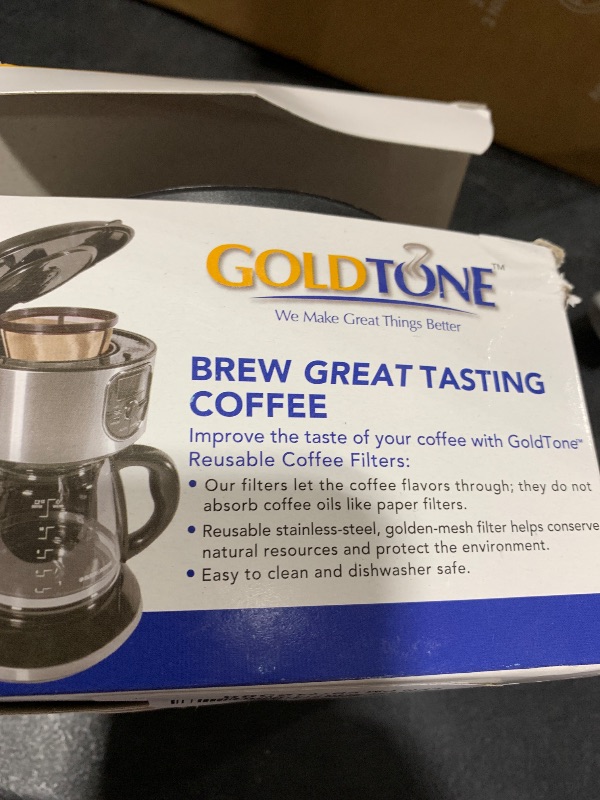 GOLDTONE™
We Make Great Things Better
BREW GREAT TASTING
COFFEE
Improve the taste of your coffee with GoldTone™
Reusable Coffee Filters:
• Our filters let the coffee flavors through; they do not
absorb coffee oils like paper filters.
• Reusable stainless-steel, golden-mesh filter helps conserve
natural resources and protect the environment.
• Easy to clean and dishwasher safe.